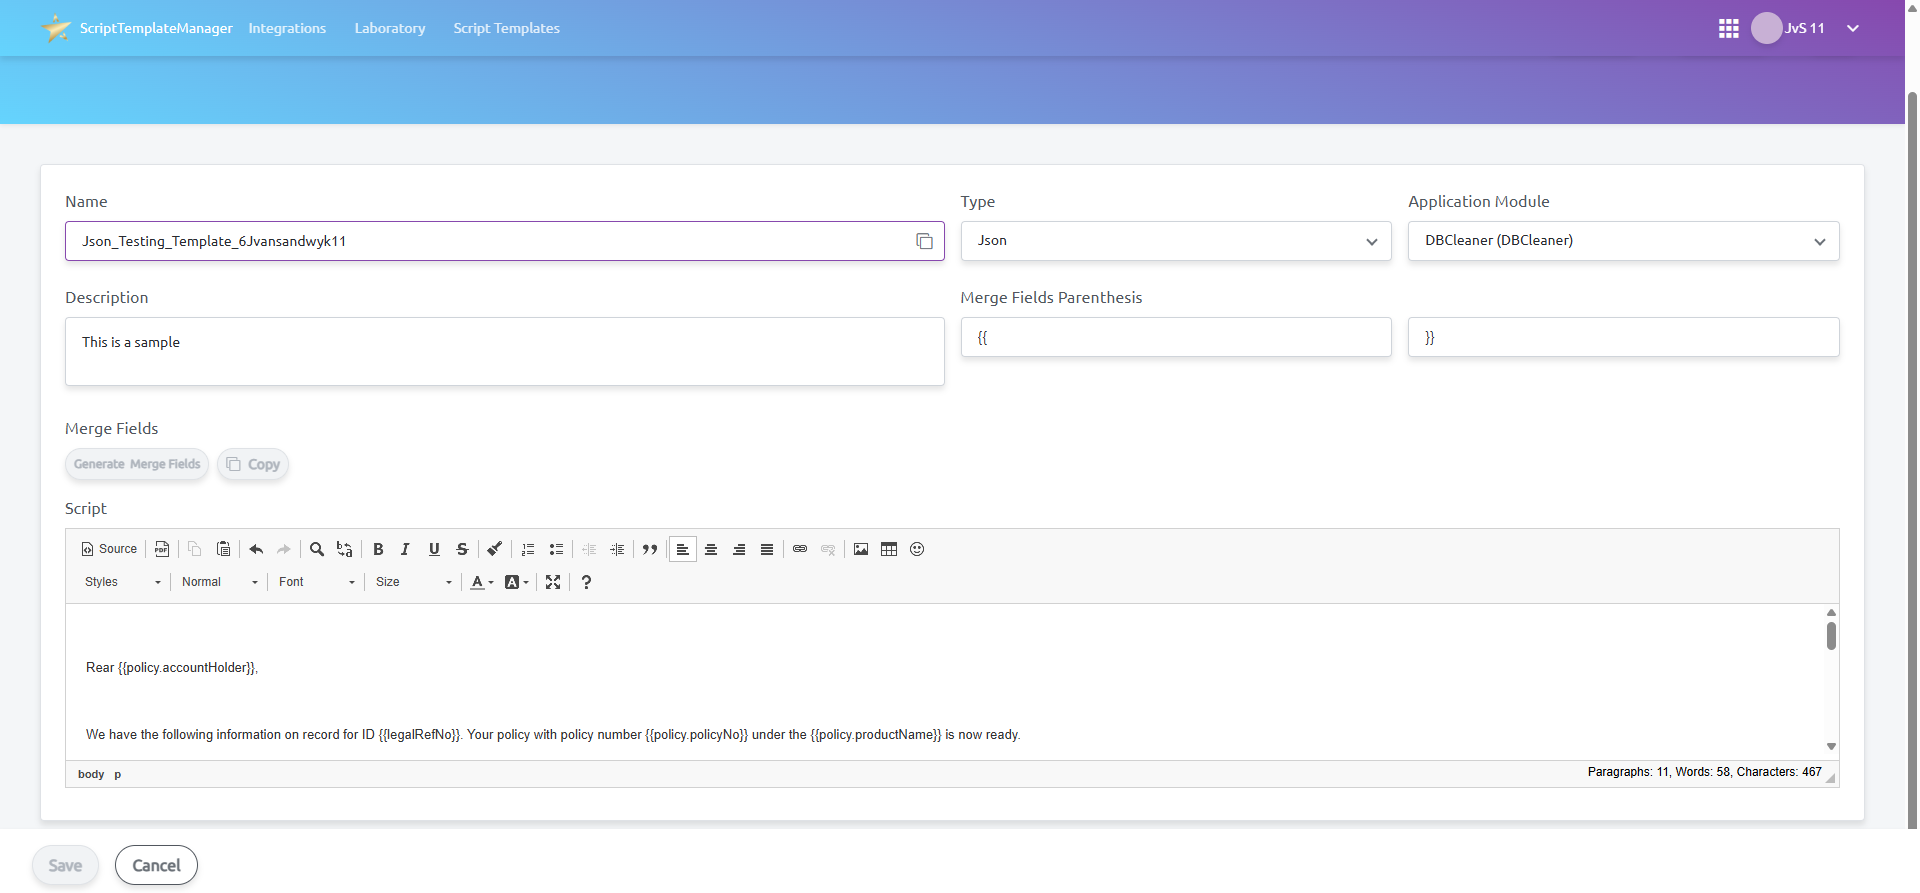 ScriptTemplateManager Integrations Laboratory Script Templates JvS 11
Name Type Application Module
Json_Testing_Template_6Jvansandwyk11 Json DBCleaner (DBCleaner)
Description Merge Fields Parenthesis
This is a sample {{ }}
Merge Fields
Generate Merge Fields Copy
Script
Source PDF B I U S
Styles Normal Font Size A A ?
Rear {{policy.accountHolder}},
We have the following information on record for ID {{legalRefNo}}. Your policy with policy number {{policy.policyNo}} under the {{policy.productName}} is now ready.
body p Paragraphs: 11, Words: 58, Characters: 467
Save Cancel